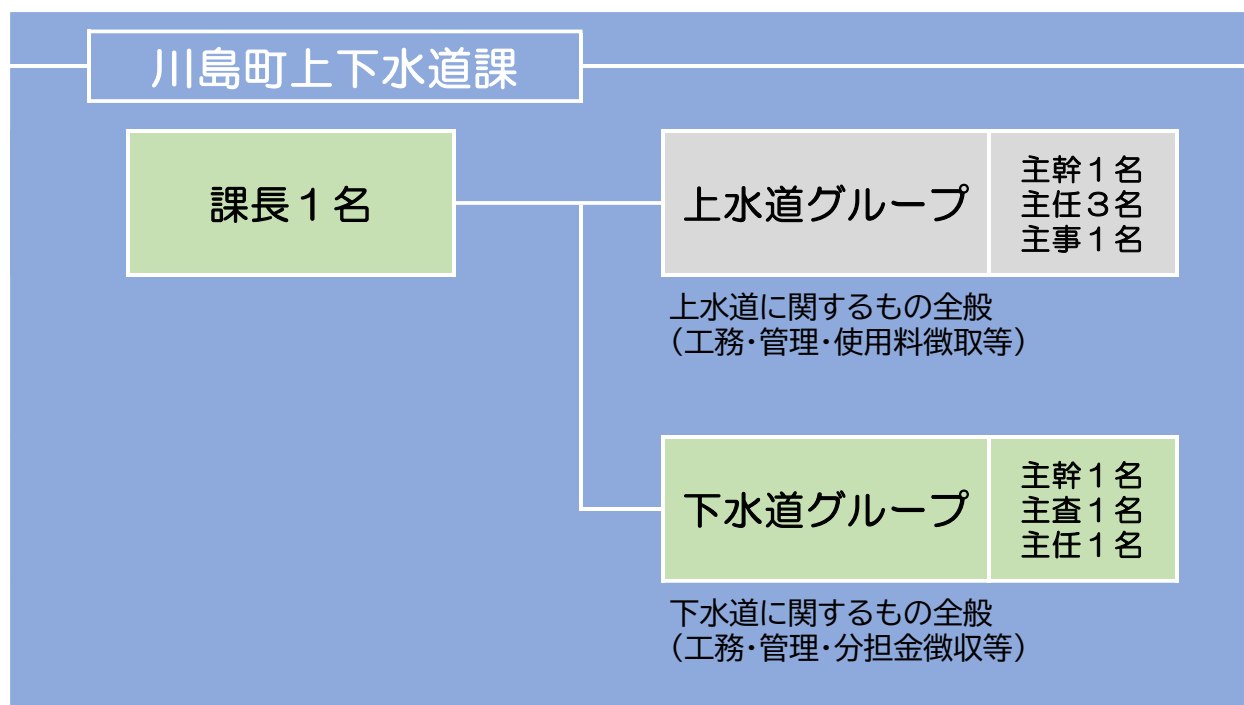 川島町上下水道課
課長１名
上水道グループ
主幹１名
主任３名
主事１名
上水道に関するもの全般
（工務・管理・使用料徴取等）
下水道グループ
主幹１名
主査１名
主任１名
下水道に関するもの全般
（工務・管理・分担金徴収等）